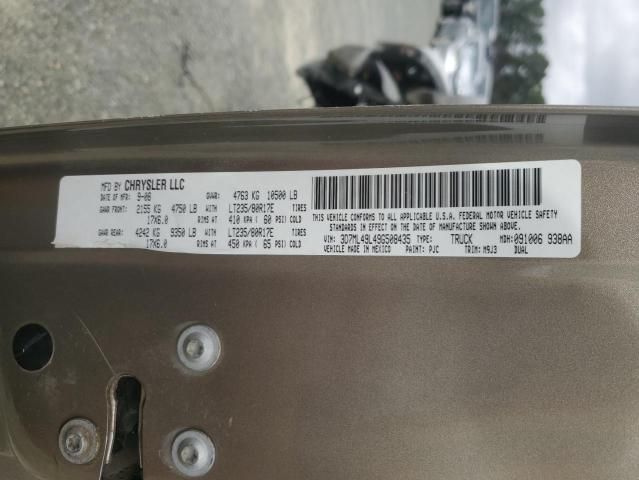 MFD BY CHRYSLER LLC
DATE OF MFR: 9-08 GVWR: 4763 KG 10500 LB
GAWR FRONT: 2155 KG 4750 LB WITH LT235/80R17E TIRES
17X6.0 RIMS AT 410 KPA ( 60 PSI) COLD
GAWR REAR: 4242 KG 9350 LB WITH LT235/80R17E TIRES
17X6.0 RIMS AT 450 KPA ( 65 PSI) COLD
THIS VEHICLE CONFORMS TO ALL APPLICABLE U.S.A. FEDERAL MOTOR VEHICLE SAFETY
STANDARDS IN EFFECT ON THE DATE OF MANUFACTURE SHOWN ABOVE.
VIN: 3D7ML49L49G508435 TYPE: TRUCK MDH: 091006 938AA
VEHICLE MADE IN MEXICO PAINT: PJC TRIM: M9J3 DUAL